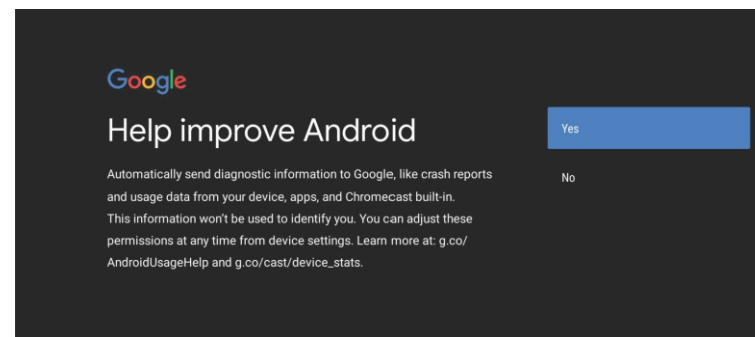 Google
Help improve Android
Automatically send diagnostic information to Google, like crash reports
and usage data from your device, apps, and Chromecast built-in.
This information won't be used to identify you. You can adjust these
permissions at any time from device settings. Learn more at: g.co/
AndroidUsageHelp and g.co/cast/device_stats.
Yes
No